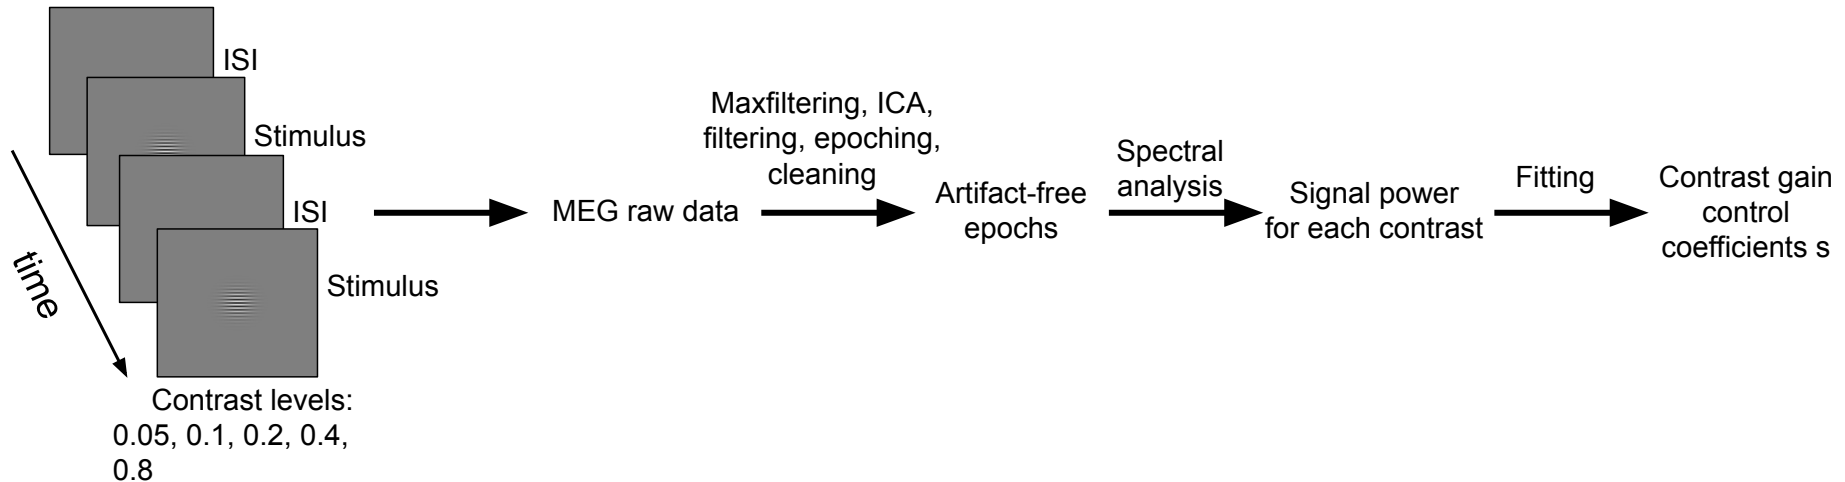 ISI
Stimulus
ISI
Stimulus
time
Contrast levels:
0.05, 0.1, 0.2, 0.4,
0.8
MEG raw data
Maxfiltering, ICA,
filtering, epoching,
cleaning
Artifact-free
epochs
Spectral
analysis
Signal power
for each contrast
Fitting
Contrast gain
control
coefficients s